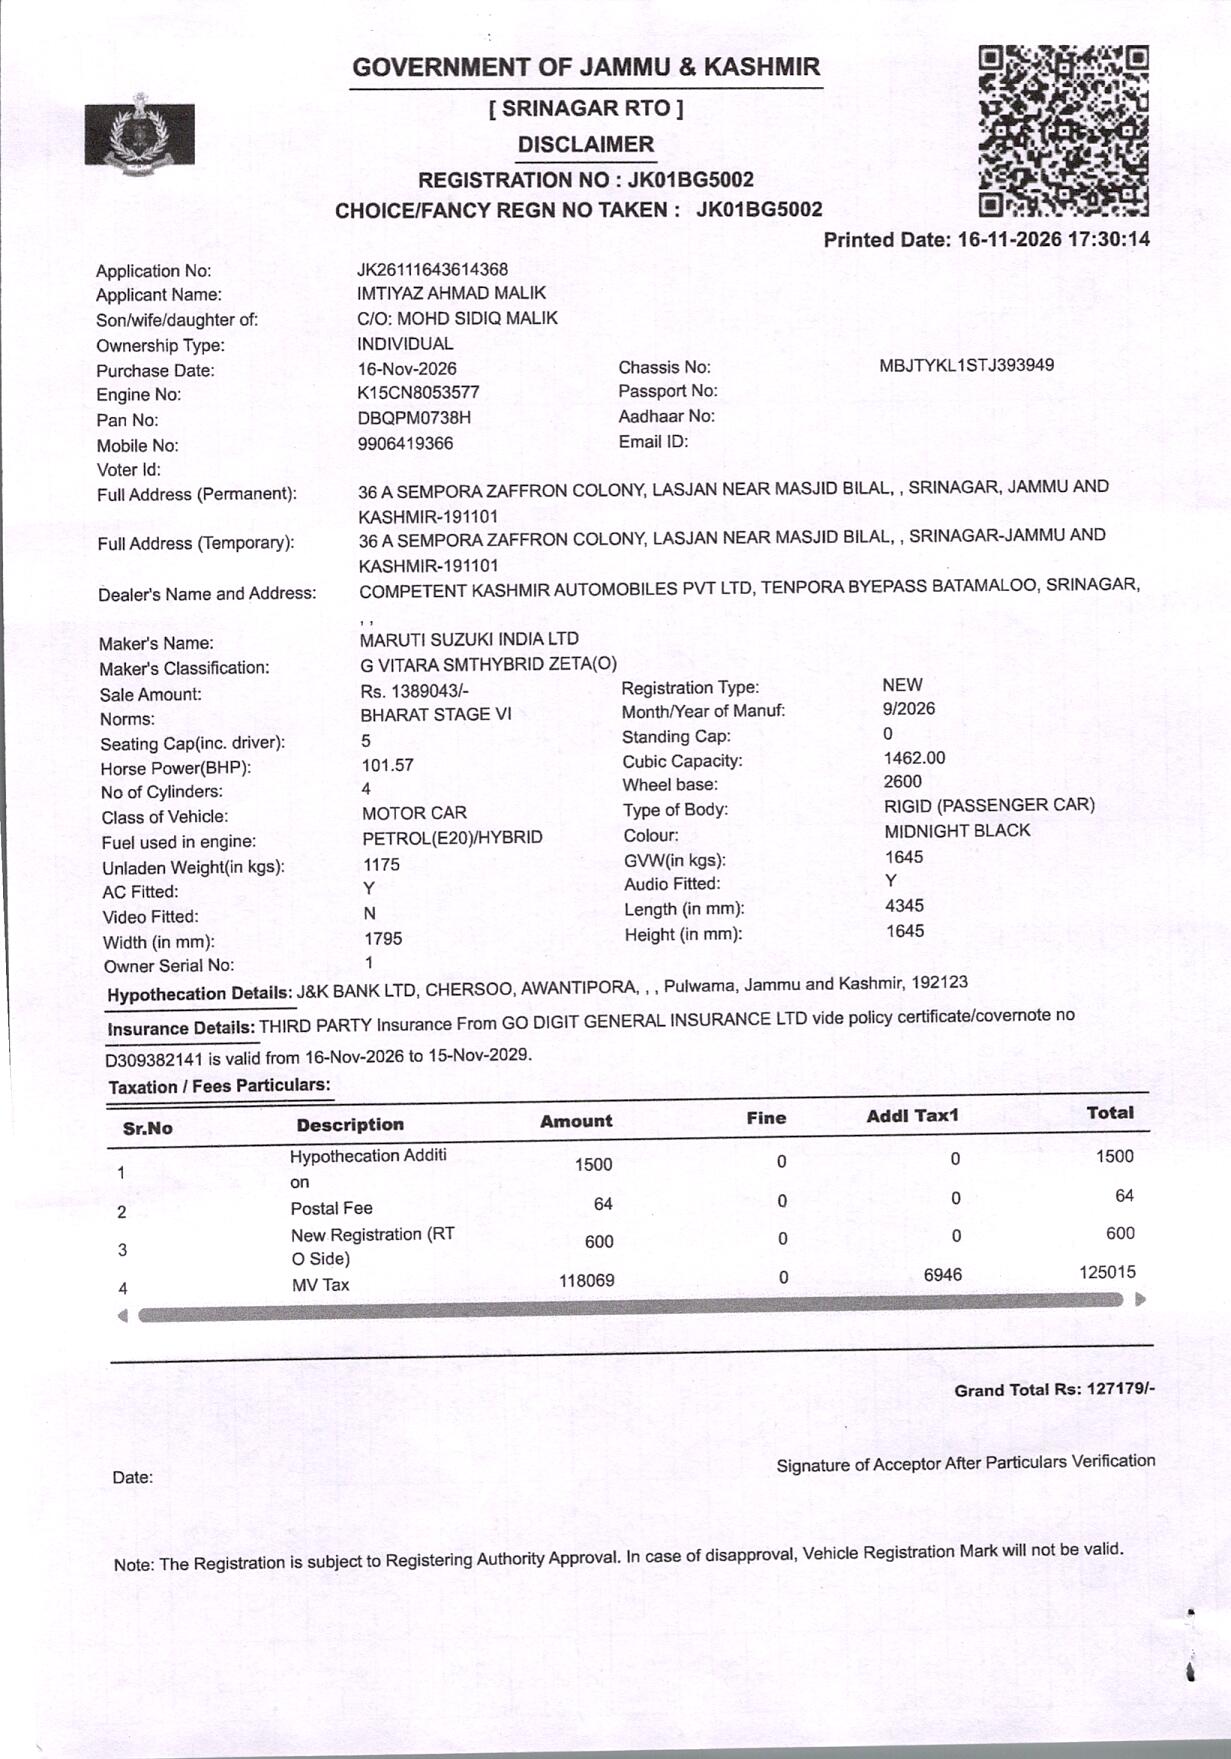 GOVERNMENT OF JAMMU & KASHMIR
[ SRINAGAR RTO ]
DISCLAIMER
REGISTRATION NO : JK01BG5002
CHOICE/FANCY REGN NO TAKEN : JK01BG5002
Printed Date: 16-11-2026 17:30:14
Application No: JK26111643614368
Applicant Name: IMTIYAZ AHMAD MALIK
Son/wife/daughter of: C/O: MOHD SIDIQ MALIK
Ownership Type: INDIVIDUAL
Purchase Date: 16-Nov-2026 Chassis No: MBJTYKL1STJ393949
Engine No: K15CN8053577 Passport No:
Pan No: DBQPM0738H Aadhaar No:
Mobile No: 9906419366 Email ID:
Voter Id:
Full Address (Permanent): 36 A SEMPORA ZAFFRON COLONY, LASJAN NEAR MASJID BILAL, , SRINAGAR, JAMMU AND
KASHMIR-191101
Full Address (Temporary): 36 A SEMPORA ZAFFRON COLONY, LASJAN NEAR MASJID BILAL, , SRINAGAR-JAMMU AND
KASHMIR-191101
Dealer's Name and Address: COMPETENT KASHMIR AUTOMOBILES PVT LTD, TENPORA BYEPASS BATAMALOO, SRINAGAR,
, ,
Maker's Name: MARUTI SUZUKI INDIA LTD
Maker's Classification: G VITARA SMTHYBRID ZETA(O)
Sale Amount: Rs. 1389043/- Registration Type: NEW
Norms: BHARAT STAGE VI Month/Year of Manuf: 9/2026
Seating Cap(inc. driver): 5 Standing Cap: 0
Horse Power(BHP): 101.57 Cubic Capacity: 1462.00
No of Cylinders: 4 Wheel base: 2600
Class of Vehicle: MOTOR CAR Type of Body: RIGID (PASSENGER CAR)
Fuel used in engine: PETROL(E20)/HYBRID Colour: MIDNIGHT BLACK
Unladen Weight(in kgs): 1175 GVW(in kgs): 1645
AC Fitted: Y Audio Fitted: Y
Video Fitted: N Length (in mm): 4345
Width (in mm): 1795 Height (in mm): 1645
Owner Serial No: 1
Hypothecation Details: J&K BANK LTD, CHERSOO, AWANTIPORA, , , Pulwama, Jammu and Kashmir, 192123
Insurance Details: THIRD PARTY Insurance From GO DIGIT GENERAL INSURANCE LTD vide policy certificate/covernote no
D309382141 is valid from 16-Nov-2026 to 15-Nov-2029.
Taxation / Fees Particulars:
Sr.No Description Amount Fine Addl Tax1 Total
1 Hypothecation Additi 1500 0 0 1500
on
2 Postal Fee 64 0 0 64
3 New Registration (RT 600 0 0 600
O Side)
4 MV Tax 118069 0 6946 125015
Grand Total Rs: 127179/-
Date: Signature of Acceptor After Particulars Verification
Note: The Registration is subject to Registering Authority Approval. In case of disapproval, Vehicle Registration Mark will not be valid.